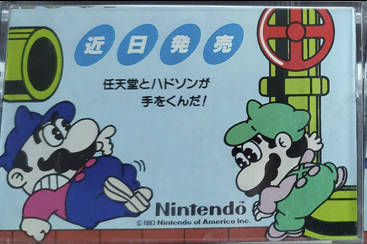 近日発売
任天堂とハドソンが
手をくんだ!
Nintendo
© 1983 Nintendo of America Inc.